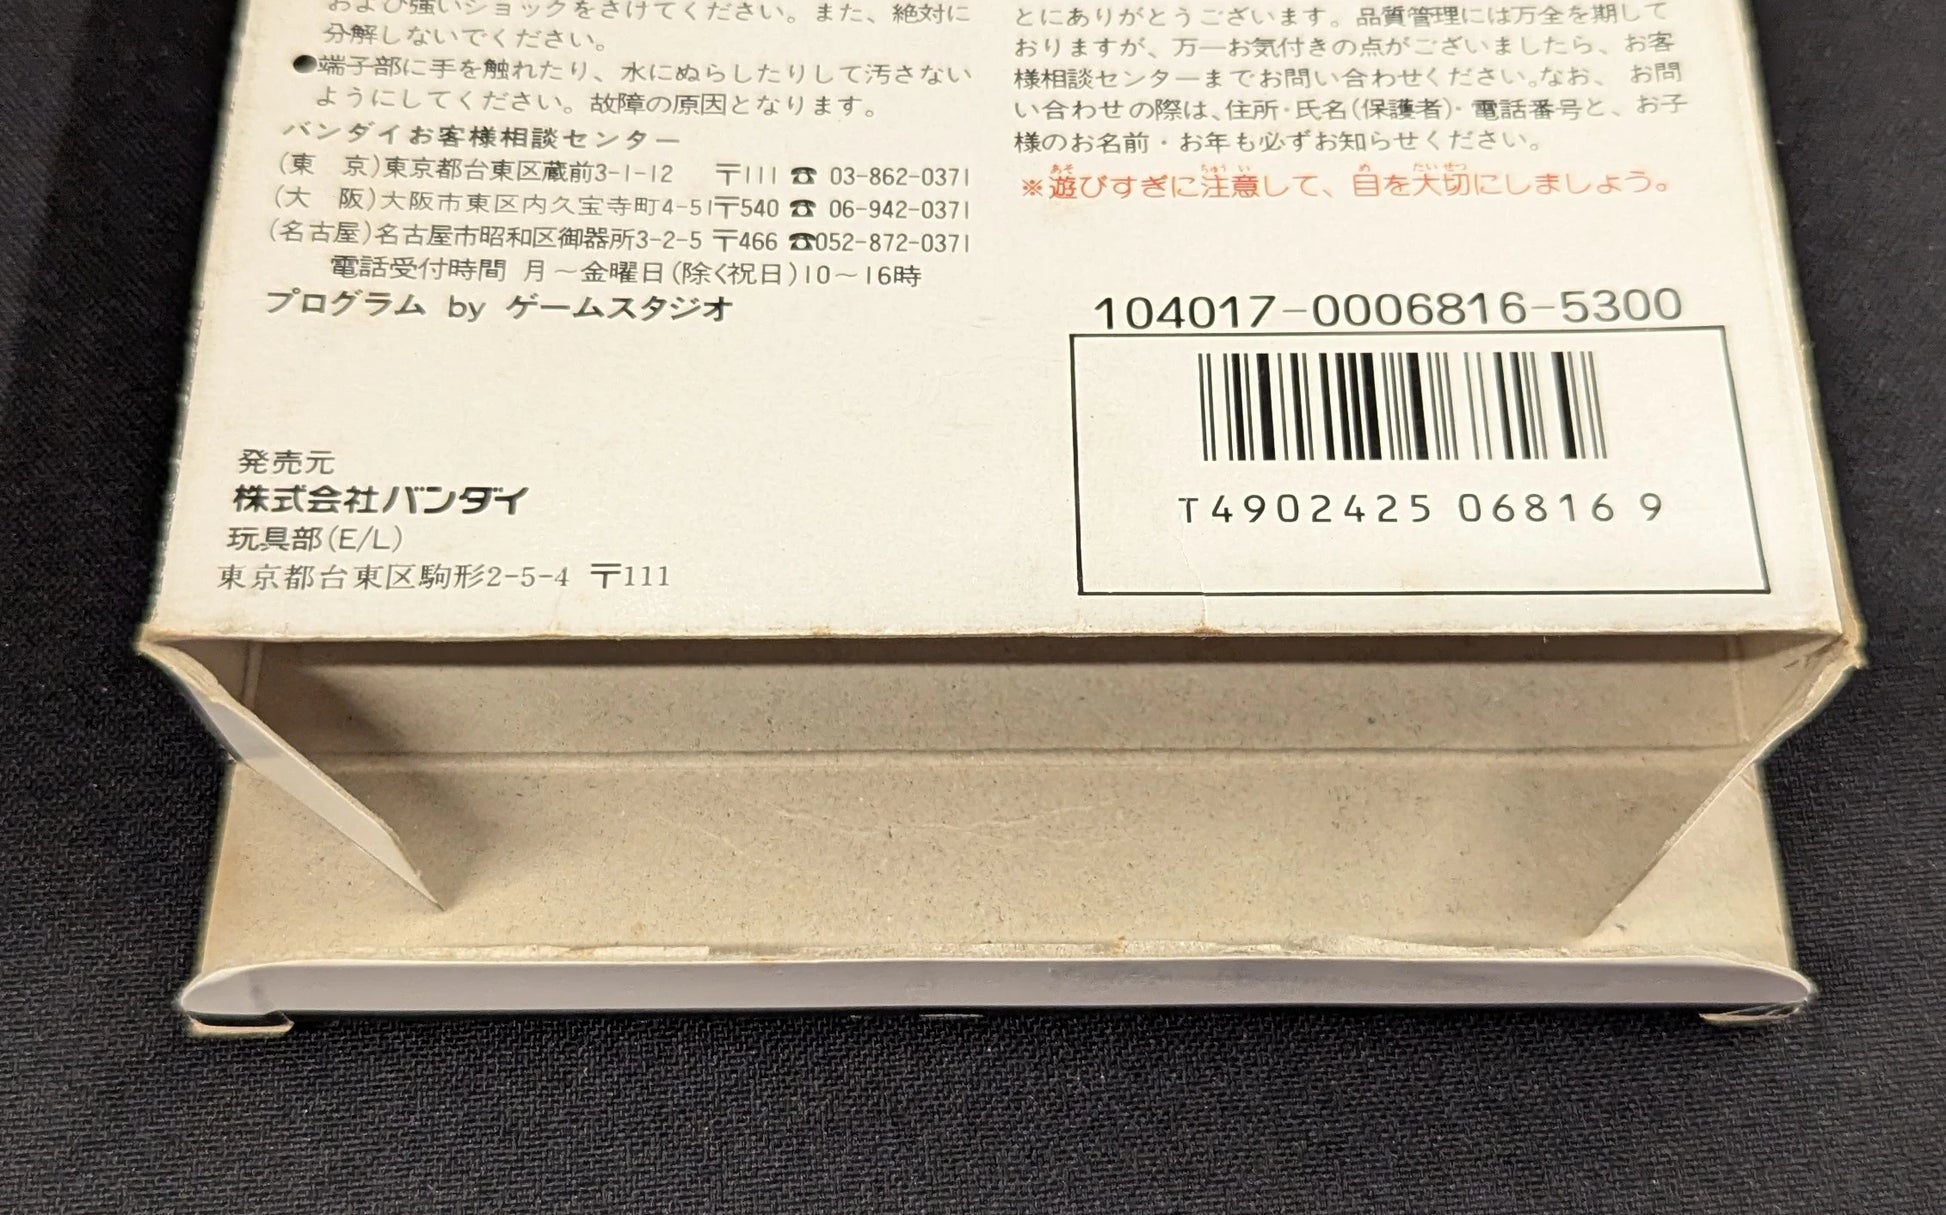 および強いショックをさけてください。また、絶対に
分解しないでください。
●端子部に手を触れたり、水にぬらしたりして汚さない
ようにしてください。故障の原因となります。
バンダイお客様相談センター
(東　京)東京都台東区蔵前3-1-12　〒111 ☎ 03-862-0371
(大　阪)大阪市東区内久宝寺町4-51〒540 ☎ 06-942-0371
(名古屋)名古屋市昭和区御器所3-2-5 〒466 ☎052-872-0371
電話受付時間 月～金曜日(除く祝日)10～16時
プログラム by ゲームスタジオ
発売元
株式会社バンダイ
玩具部(E/L)
東京都台東区駒形2-5-4 〒111
とにありがとうございます。品質管理には万全を期して
おりますが、万一お気付きの点がございましたら、お客
様相談センターまでお問い合わせください。なお、お問
い合わせの際は、住所・氏名(保護者)・電話番号と、お子
様のお名前・お年も必ずお知らせください。
あそ ちゅう い め たいせつ
※遊びすぎに注意して、目を大切にしましょう。
104017-0006816-5300
T4902425 06816 9